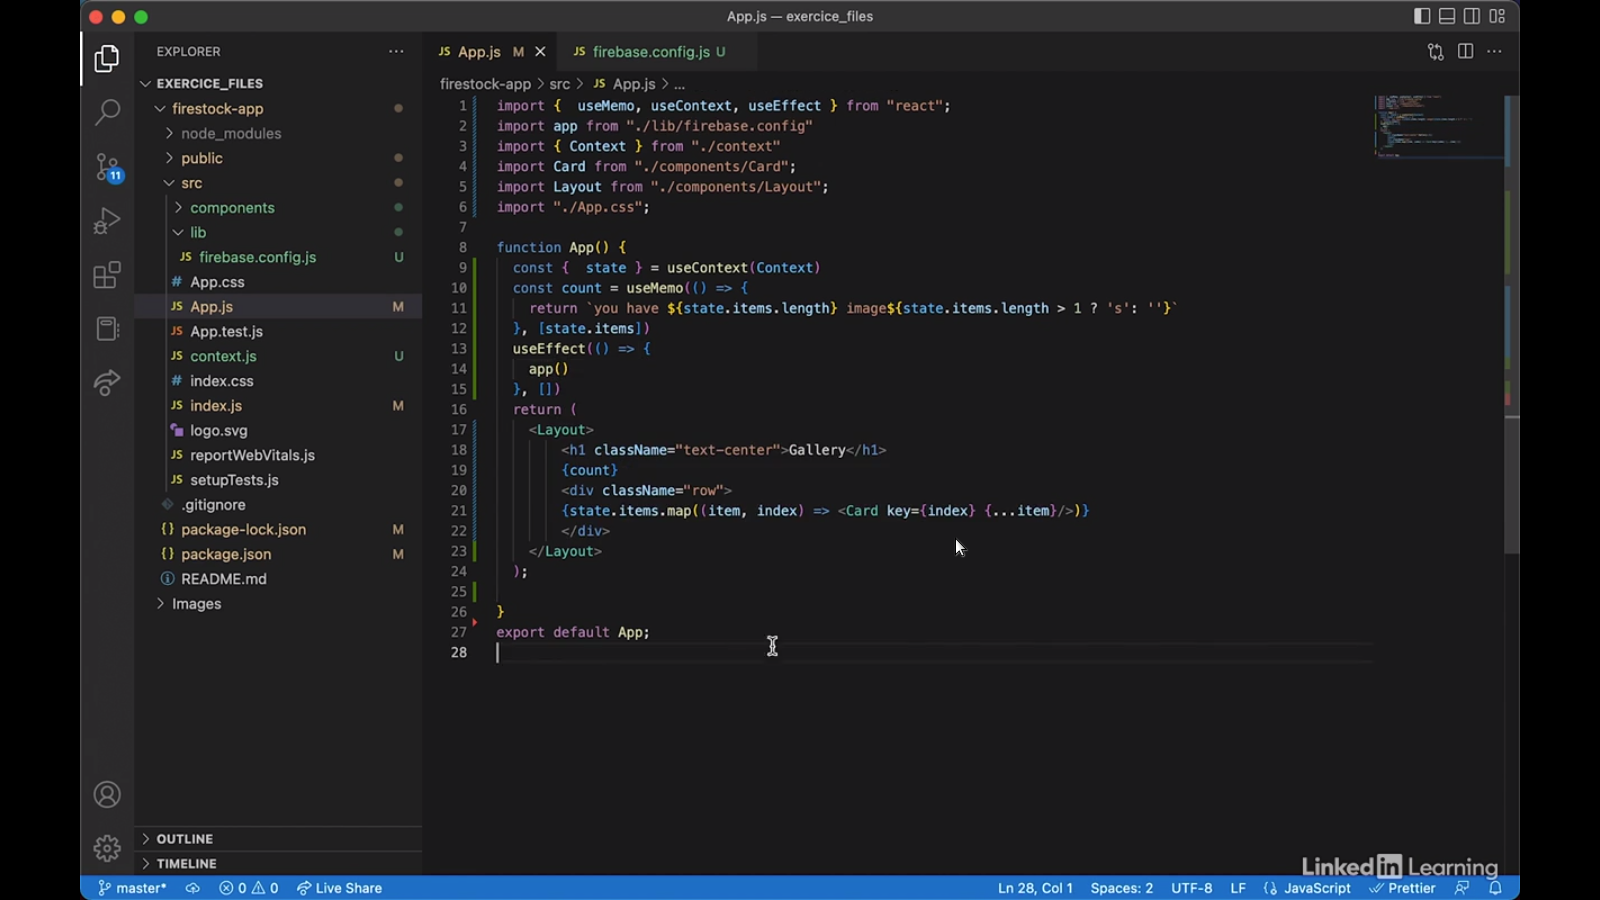 App.js — exercice_files
EXPLORER
EXERCICE_FILES
firestock-app
node_modules
public
src
components
lib
JS firebase.config.js U
# App.css
JS App.js M
JS App.test.js
JS context.js U
# index.css
JS index.js M
logo.svg
JS reportWebVitals.js
JS setupTests.js
.gitignore
{} package-lock.json M
{} package.json M
README.md
Images
OUTLINE
TIMELINE
11
JS App.js M
JS firebase.config.js U
firestock-app > src > JS App.js > ...
1 import {  useMemo, useContext, useEffect } from "react";
2 import app from "./lib/firebase.config"
3 import { Context } from "./context"
4 import Card from "./components/Card";
5 import Layout from "./components/Layout";
6 import "./App.css";
7
8 function App() {
9   const {  state } = useContext(Context)
10   const count = useMemo(() => {
11     return `you have ${state.items.length} image${state.items.length > 1 ? 's': ''}`
12   }, [state.items])
13   useEffect(() => {
14     app()
15   }, [])
16   return (
17     <Layout>
18         <h1 className="text-center">Gallery</h1>
19         {count}
20         <div className="row">
21         {state.items.map((item, index) => <Card key={index} {...item}/>)}
22         </div>
23     </Layout>
24   );
25
26 }
27 export default App;
28
LinkedIn Learning
master* 0 0 Live Share
Ln 28, Col 1 Spaces: 2 UTF-8 LF {} JavaScript Prettier